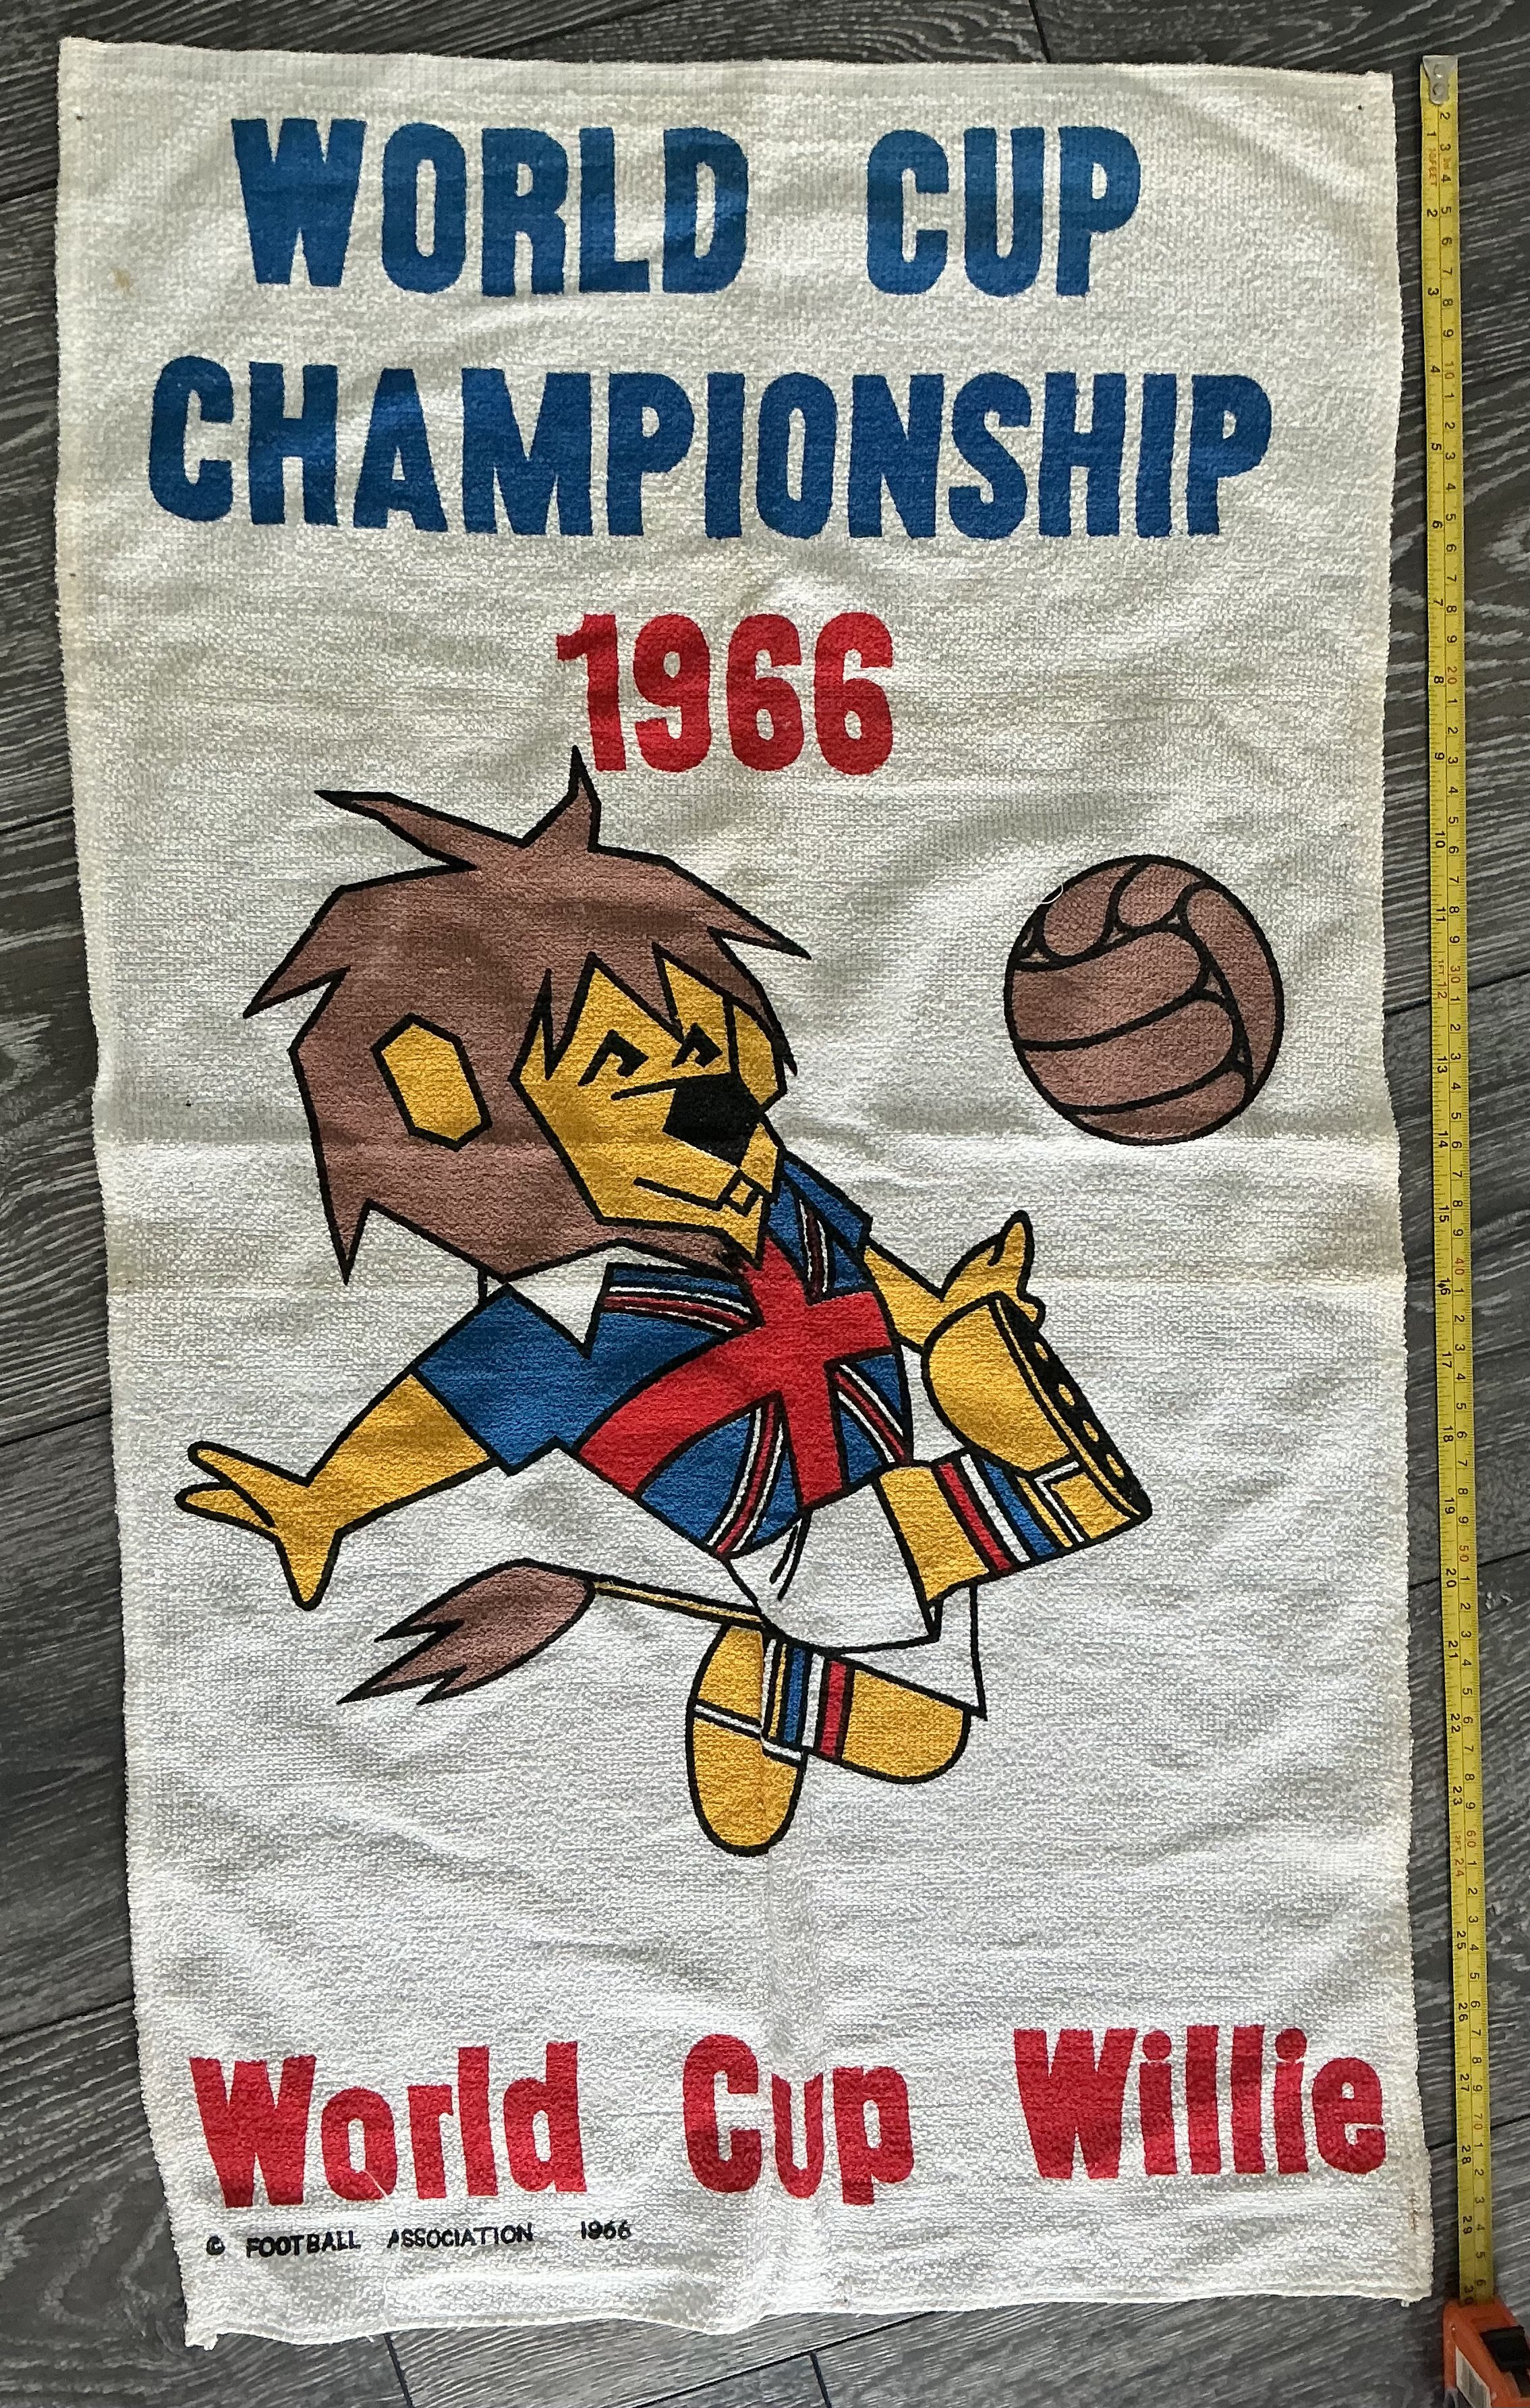 WORLD CUP
CHAMPIONSHIP
1966
World Cup Willie
© FOOTBALL ASSOCIATION 1966